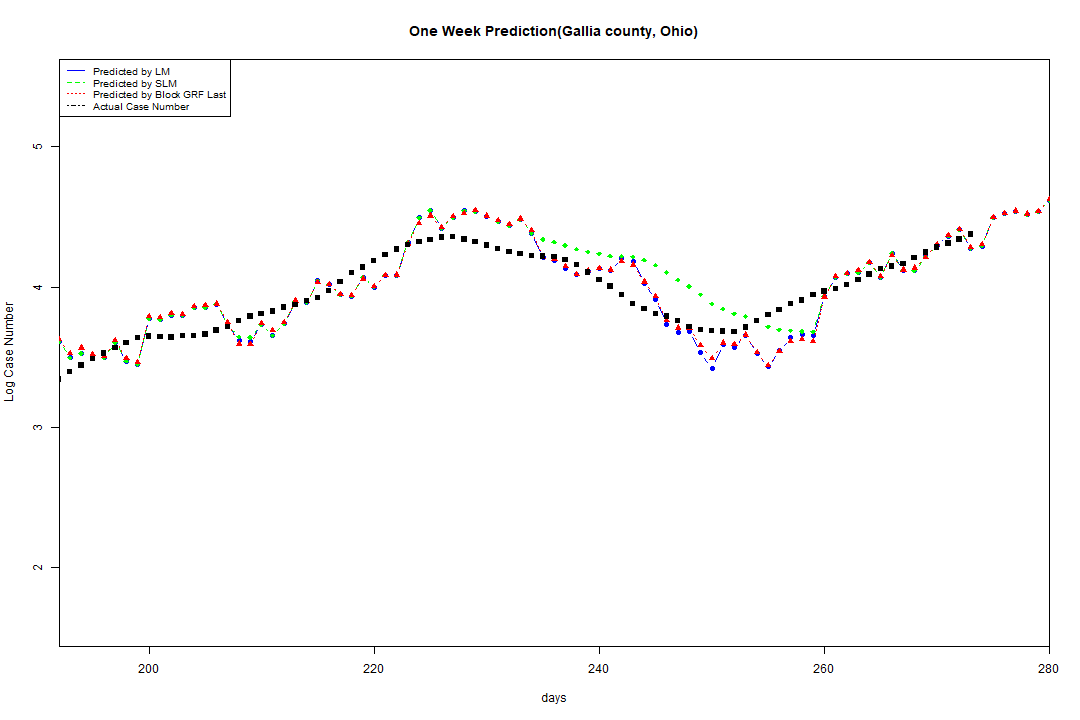 One Week Prediction(Gallia county, Ohio)
Predicted by LM
Predicted by SLM
Predicted by Block GRF Last
Actual Case Number
5
4
3
2
Log Case Number
200
220
240
260
280
days